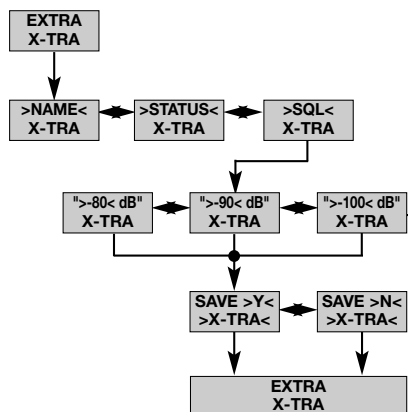 EXTRA
X-TRA
>NAME<
X-TRA
>STATUS<
X-TRA
>SQL<
X-TRA
">-80< dB"
X-TRA
">-90< dB"
X-TRA
">-100< dB"
X-TRA
SAVE >Y<
>X-TRA<
SAVE >N<
>X-TRA<
EXTRA
X-TRA